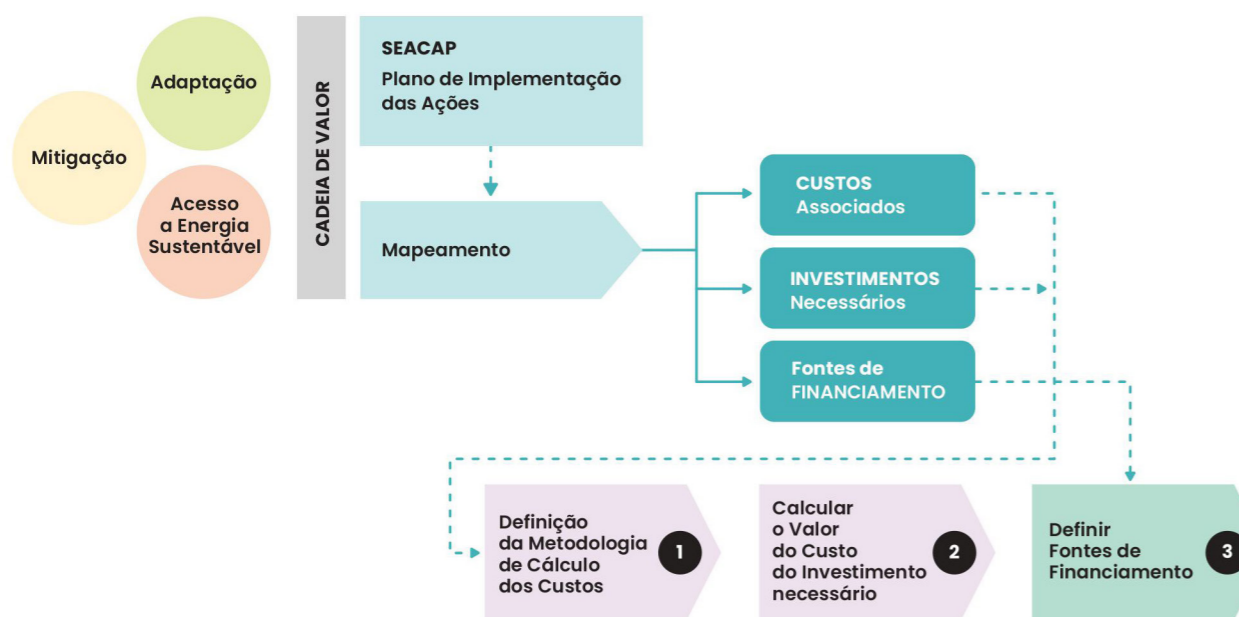 Adaptação
Mitigação
Acesso
a Energia
Sustentável
CADEIA DE VALOR
SEACAP
Plano de Implementação
das Ações
Mapeamento
CUSTOS
Associados
INVESTIMENTOS
Necessários
Fontes de
FINANCIAMENTO
Definição
da Metodologia
de Cálculo
dos Custos
1
Calcular
o Valor
do Custo
do Investimento
necessário
2
Definir
Fontes de
Financiamento
3